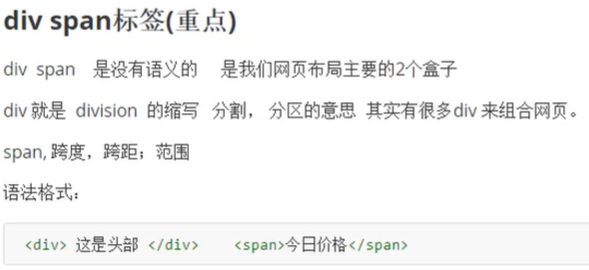 div span标签(重点)
div span 是没有语义的 是我们网页布局主要的2个盒子
div 就是 division 的缩写 分割， 分区的意思 其实有很多div 来组合网页。
span, 跨度，跨距；范围
语法格式：
<div> 这是头部 </div> <span>今日价格</span>